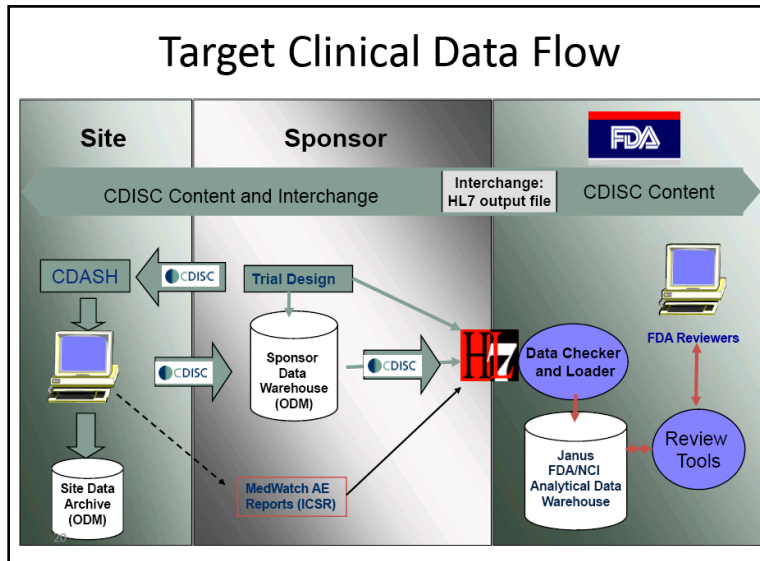 Target Clinical Data Flow
Site
Sponsor
FDA
CDISC Content and Interchange
Interchange:
HL7 output file
CDISC Content
CDASH
CDISC
Trial Design
FDA Reviewers
Sponsor
Data
Warehouse
(ODM)
CDISC
CDISC
HL7
Data Checker
and Loader
Janus
FDA/NCI
Analytical Data
Warehouse
Review
Tools
Site Data
Archive
(ODM)
MedWatch AE
Reports (ICSR)
20